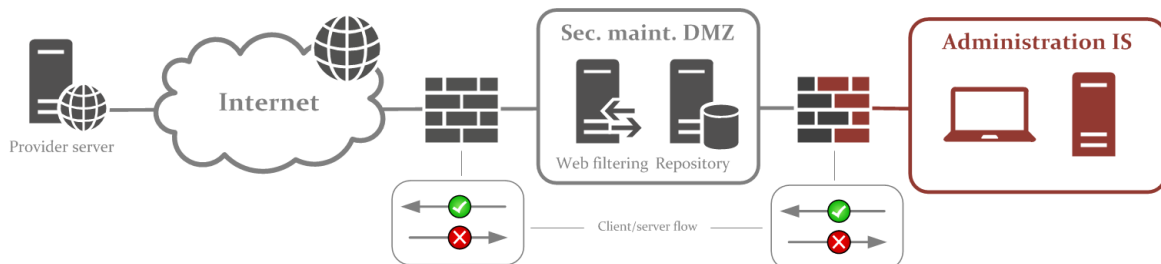 Sec. maint. DMZ
Administration IS
Internet
Provider server
Web filtering Repository
Client/server flow